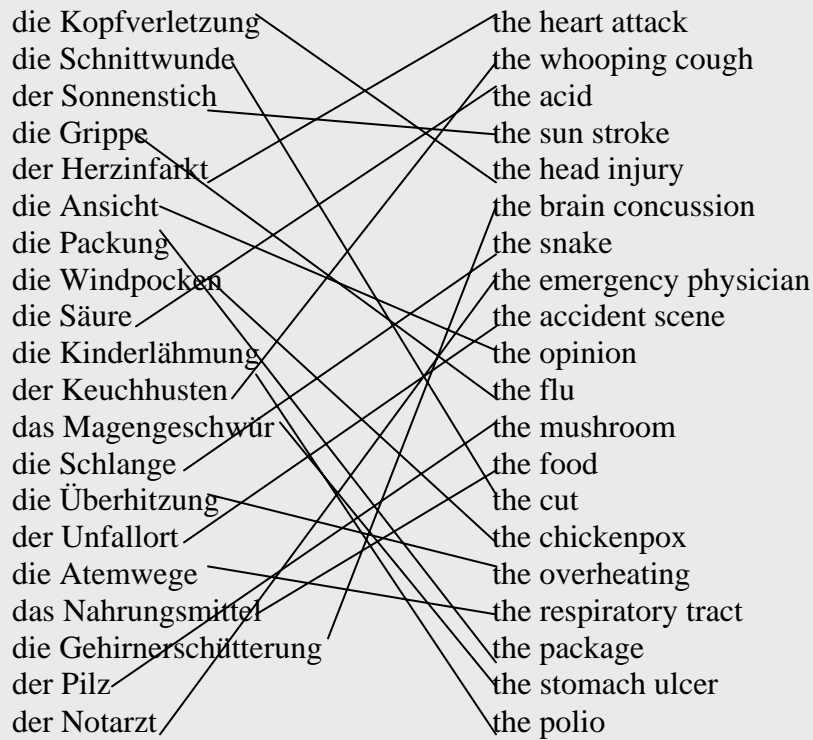 die Kopfverletzung the heart attack
die Schnittwunde the whooping cough
der Sonnenstich the acid
die Grippe the sun stroke
der Herzinfarkt the head injury
die Ansicht the brain concussion
die Packung the snake
die Windpocken the emergency physician
die Säure the accident scene
die Kinderlähmung the opinion
der Keuchhusten the flu
das Magengeschwür the mushroom
die Schlange the food
die Überhitzung the cut
der Unfallort the chickenpox
die Atemwege the overheating
das Nahrungsmittel the respiratory tract
die Gehirnerschütterung the package
der Pilz the stomach ulcer
der Notarzt the polio